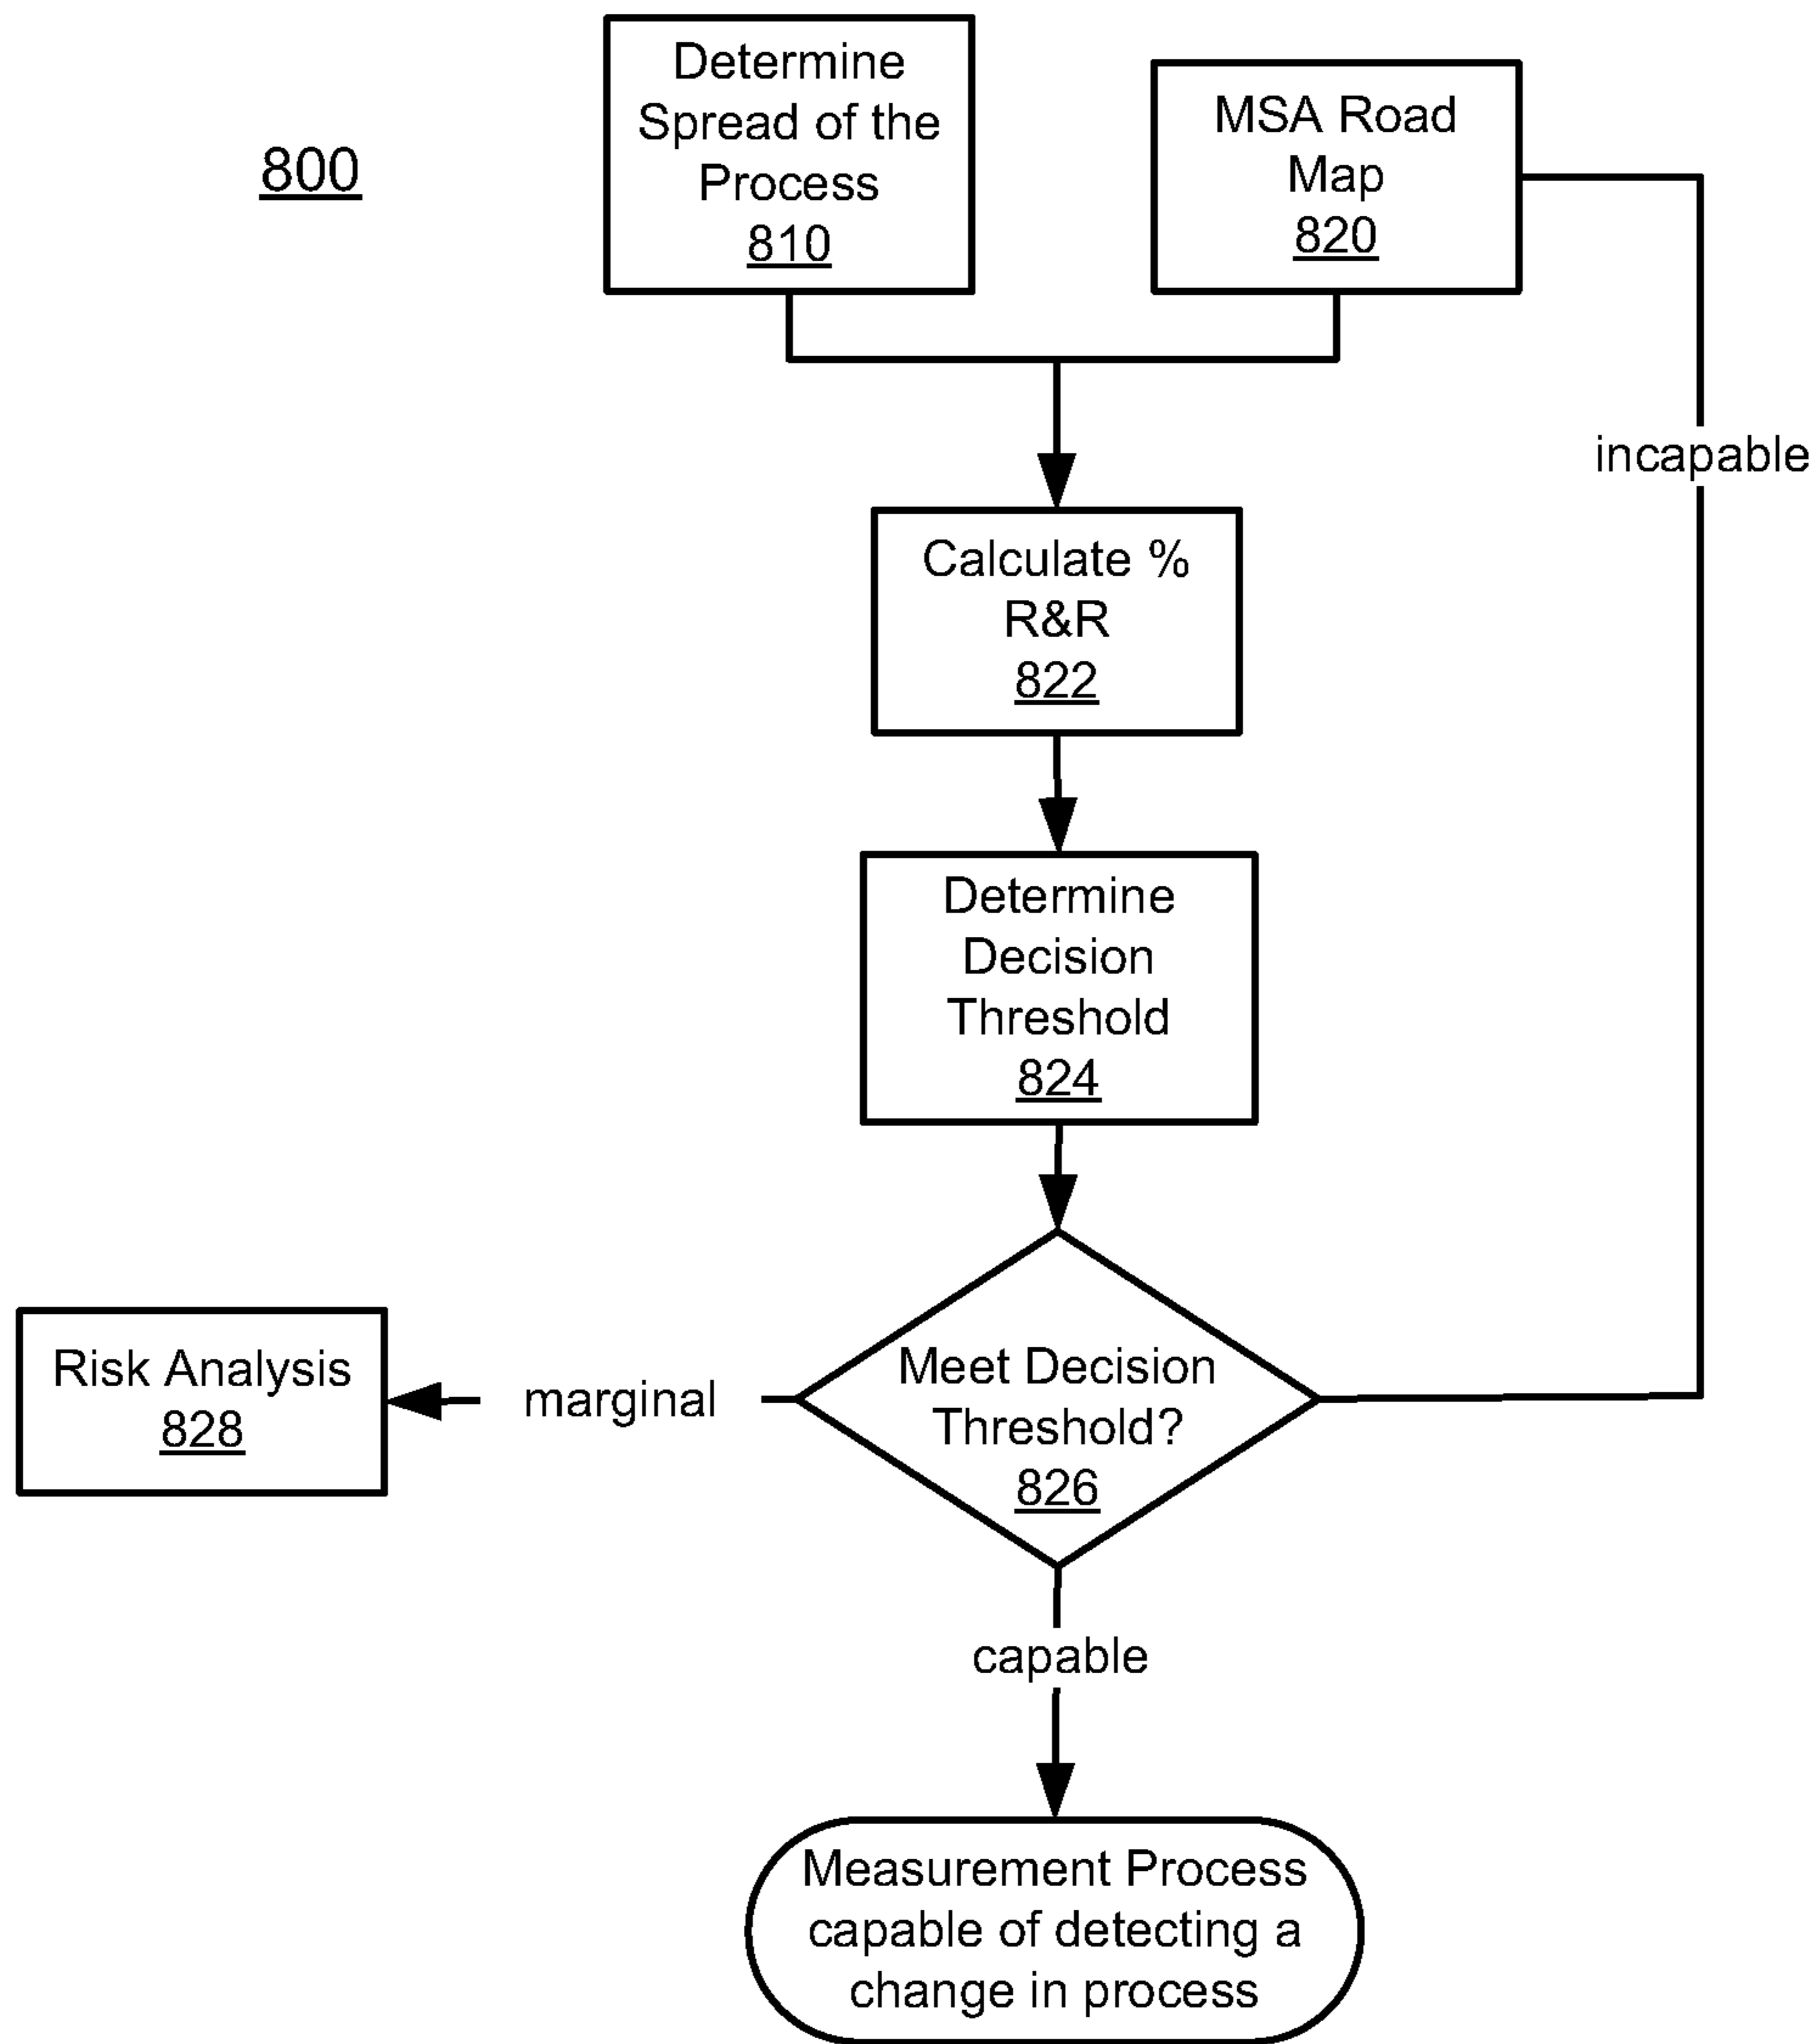 800
Determine
Spread of the
Process
810
MSA Road
Map
820
incapable
Calculate %
R&R
822
Determine
Decision
Threshold
824
Meet Decision
Threshold?
826
marginal
Risk Analysis
828
capable
Measurement Process
capable of detecting a
change in process